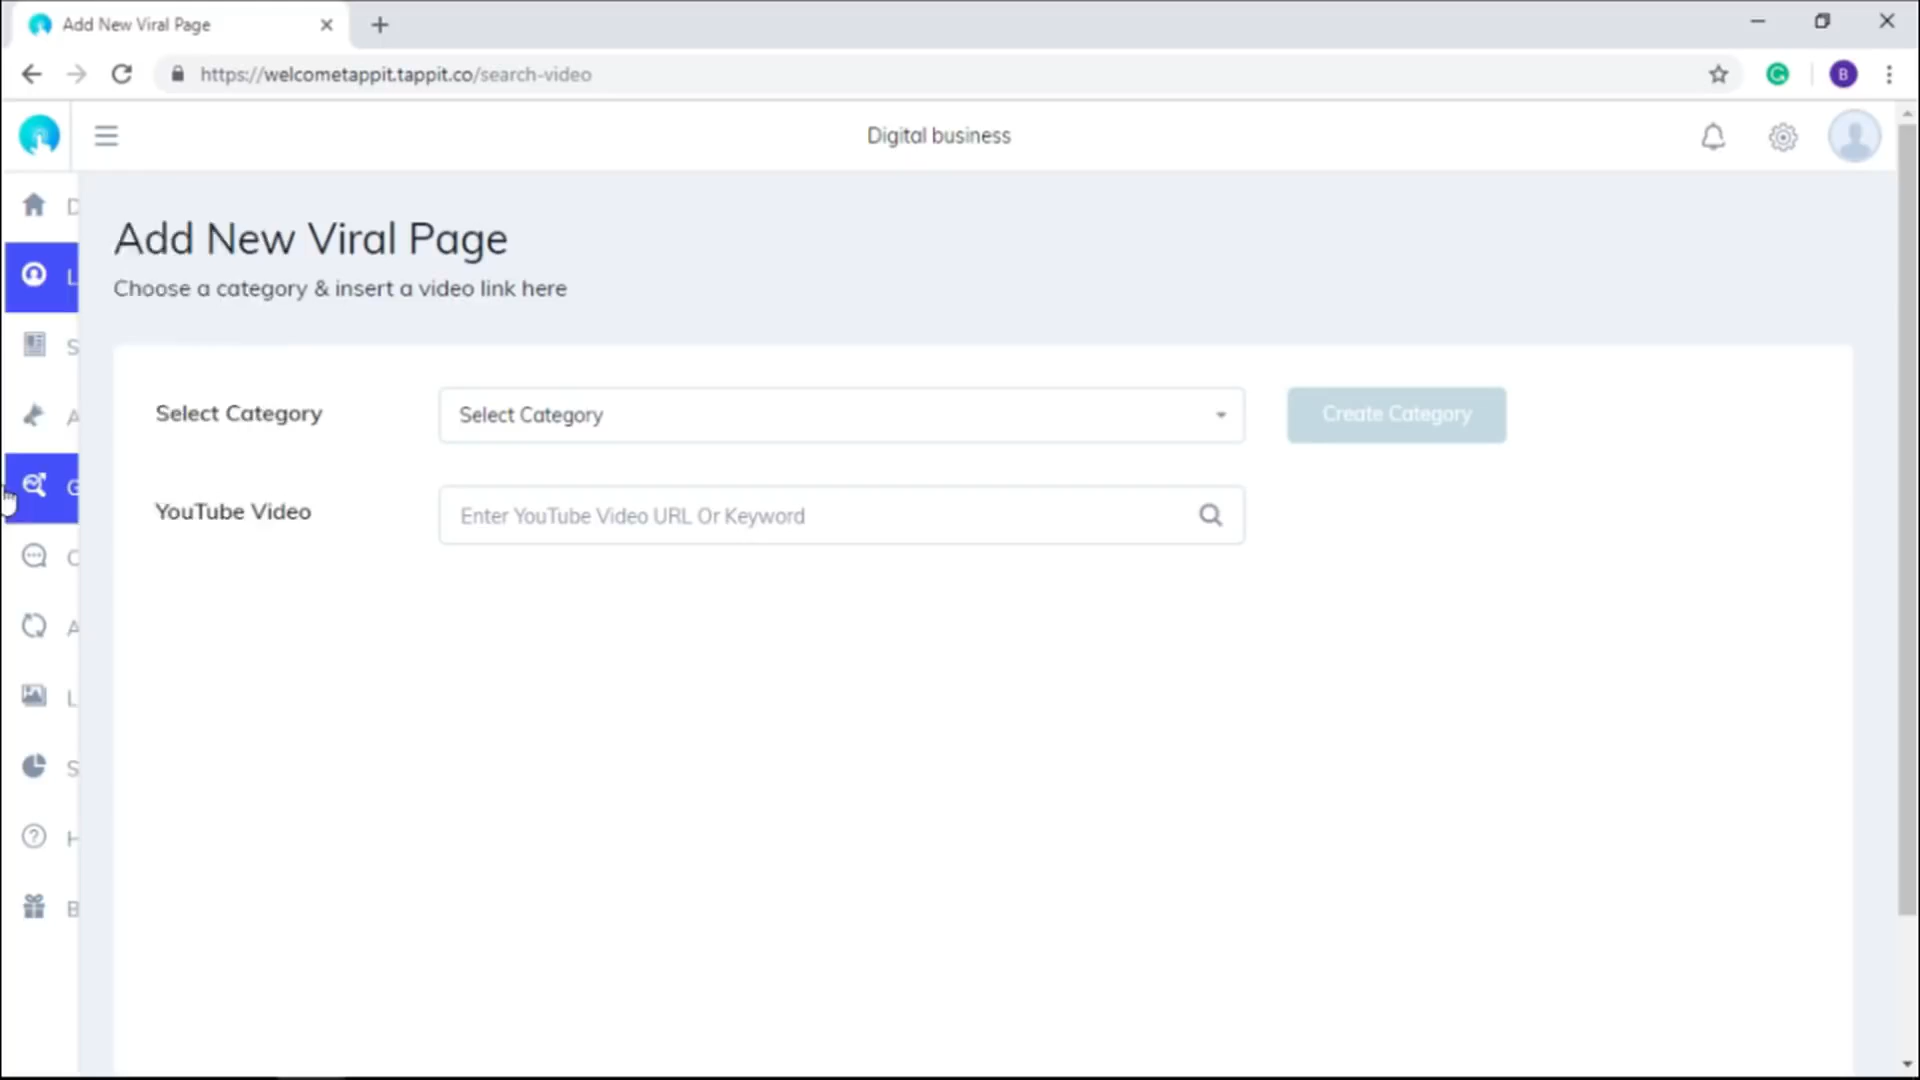 Add New Viral Page
https://welcometappit.tappit.co/search-video
B
Digital business
D
L
S
A
G
C
A
L
S
H
B
Add New Viral Page
Choose a category & insert a video link here
Select Category
Select Category
Create Category
YouTube Video
Enter YouTube Video URL Or Keyword